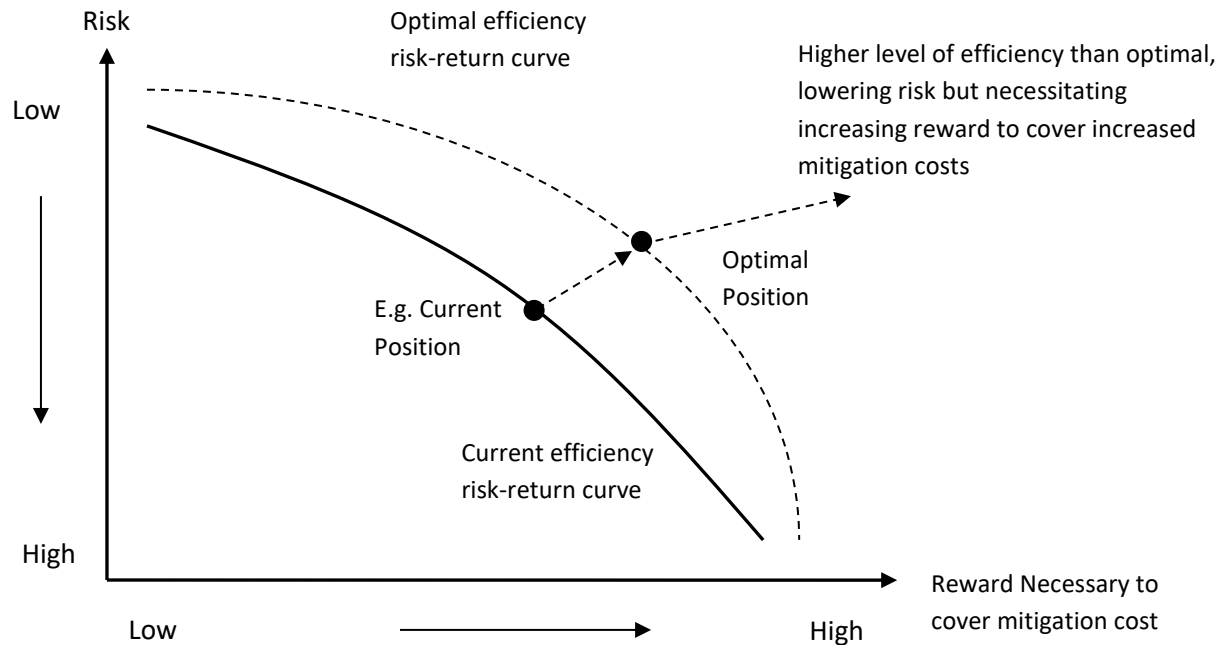 Risk
Optimal efficiency
risk-return curve
Higher level of efficiency than optimal,
lowering risk but necessitating
increasing reward to cover increased
mitigation costs
Low
Optimal
Position
E.g. Current
Position
Current efficiency
risk-return curve
High
Reward Necessary to
cover mitigation cost
Low
High